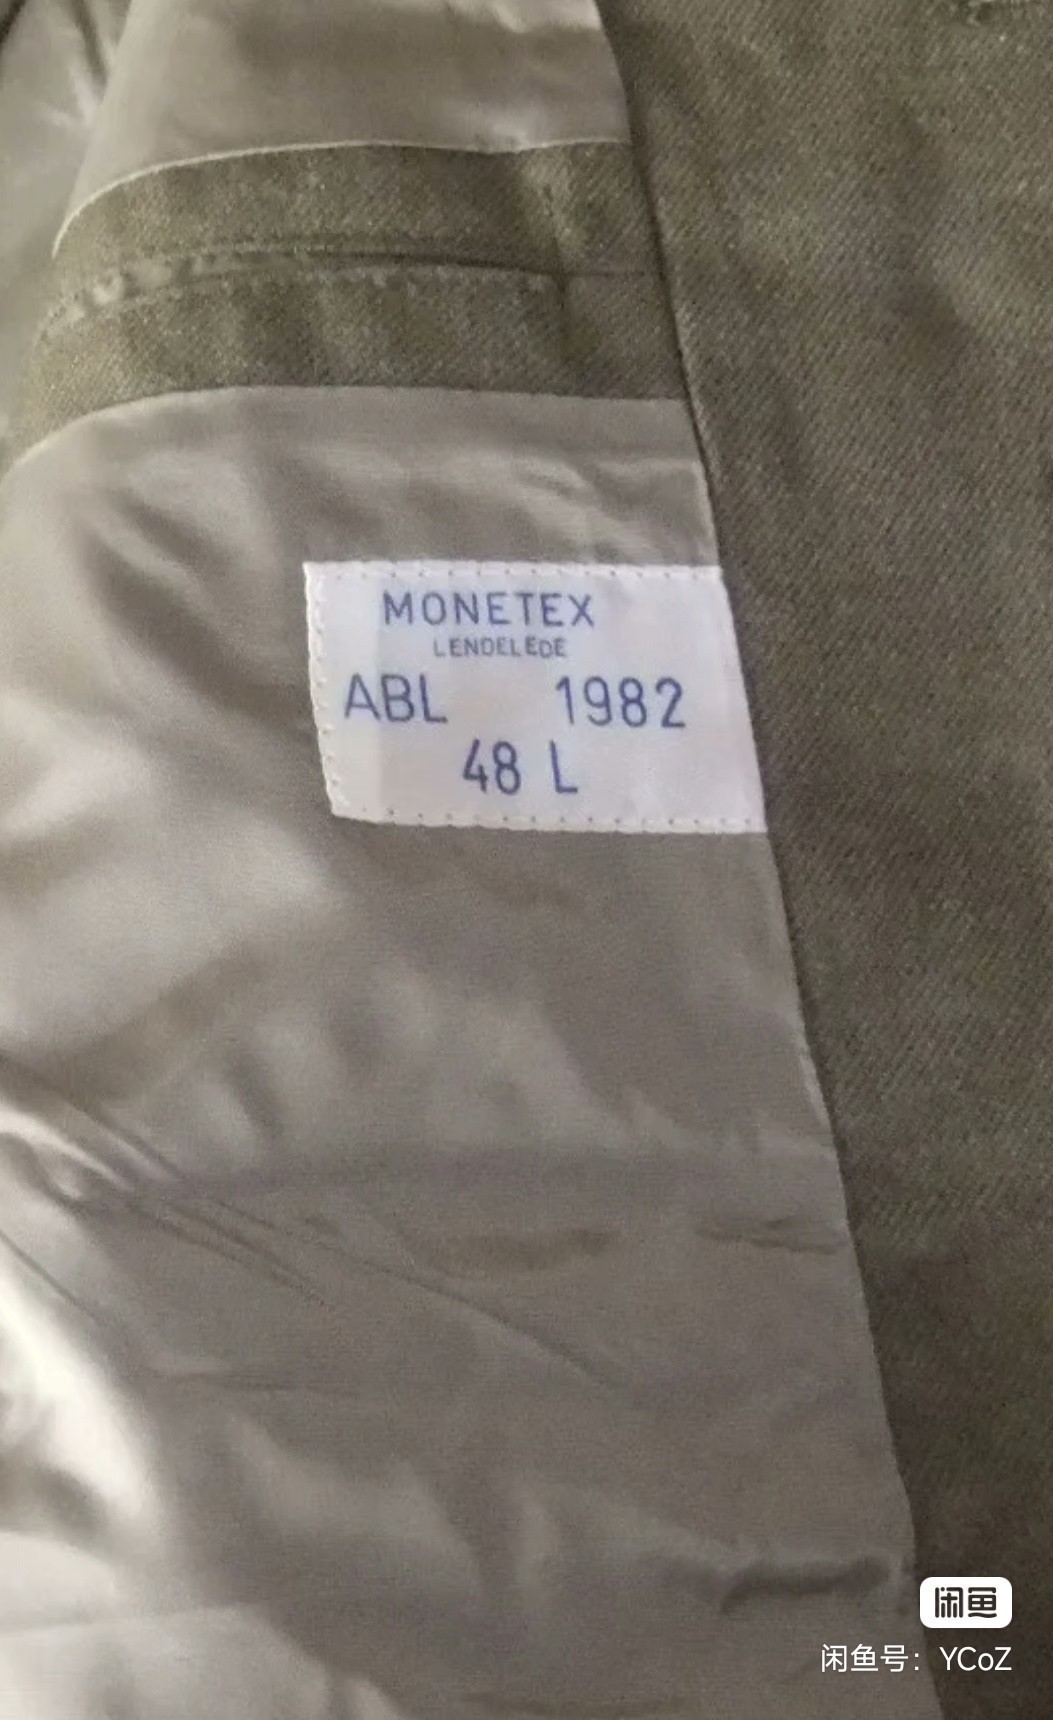 MONETEX
LENDELEDE
ABL 1982
48 L
闲鱼
闲鱼号：YCoZ